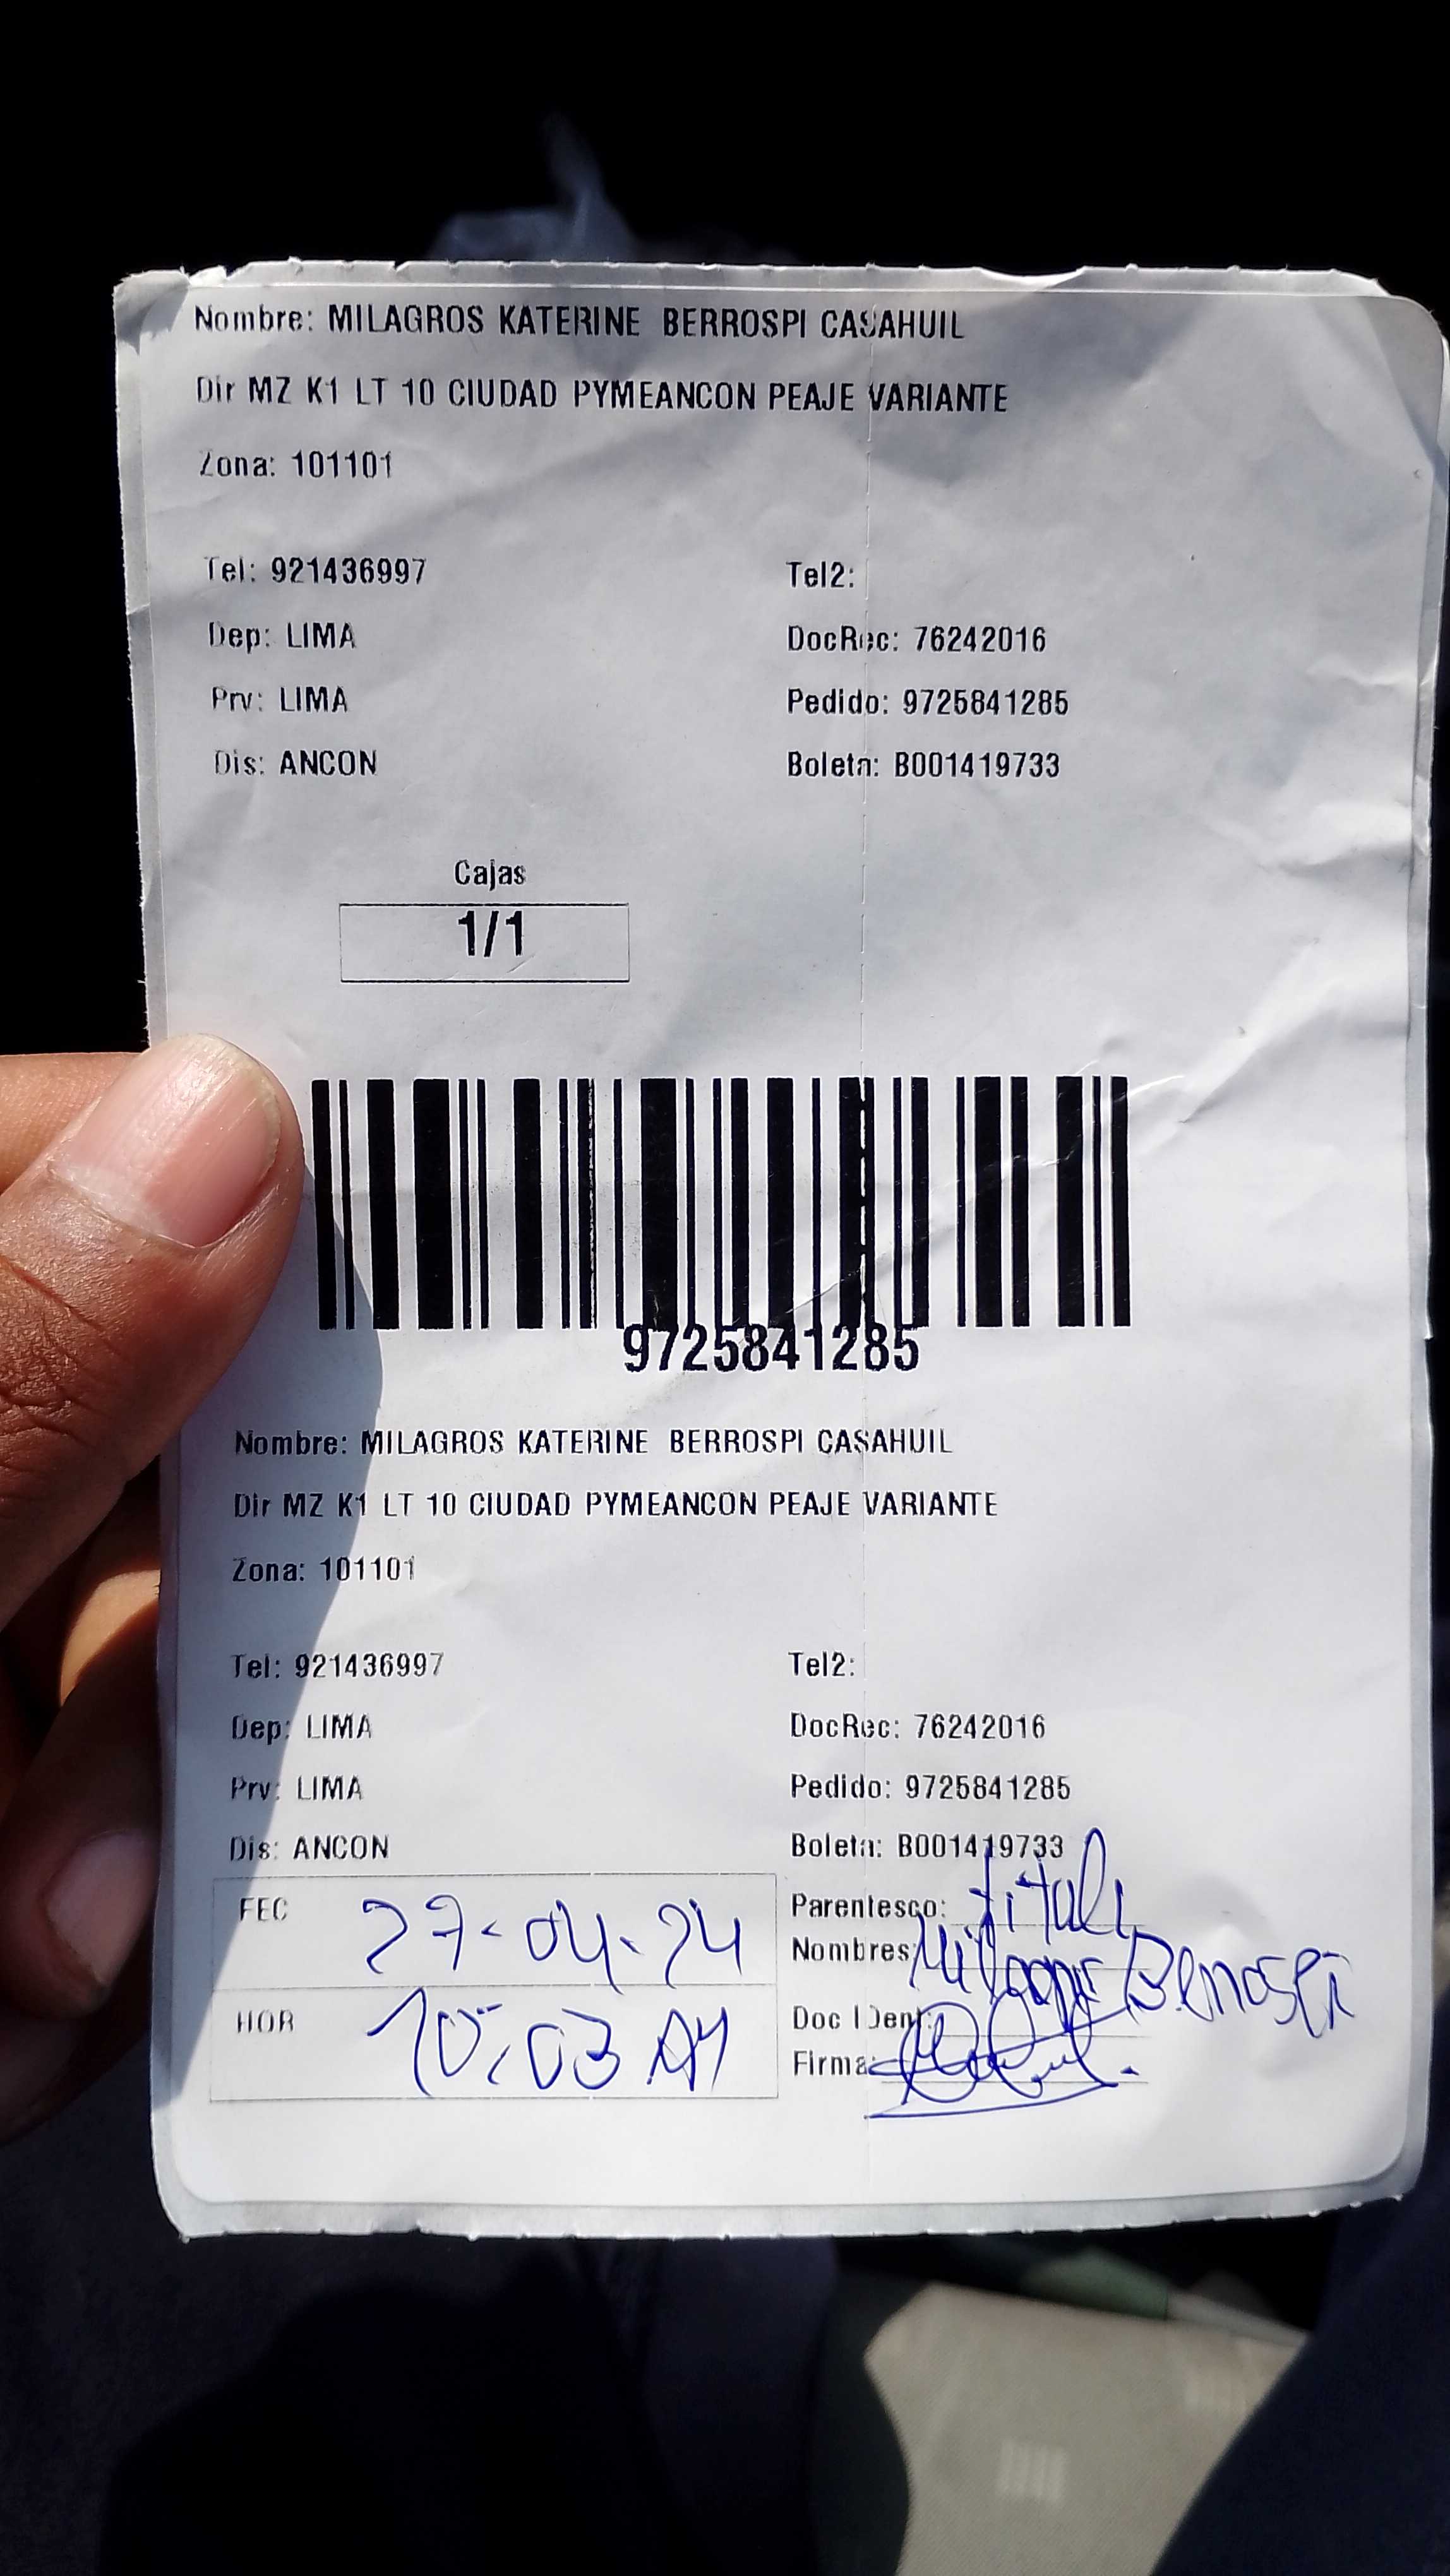 Nombre: MILAGROS KATERINE BERROSPI CASAHUIL
Dir MZ K1 LT 10 CIUDAD PYMEANCON PEAJE VARIANTE
Zona: 101101
Tel: 921436997 Tel2:
Dep: LIMA DocRec: 76242016
Prv: LIMA Pedido: 9725841285
Dis: ANCON Boleta: B001419733
Cajas
1/1
9725841285
Nombre: MILAGROS KATERINE BERROSPI CASAHUIL
Dir MZ K1 LT 10 CIUDAD PYMEANCON PEAJE VARIANTE
Zona: 101101
Tel: 921436997 Tel2:
Dep: LIMA DocRec: 76242016
Prv: LIMA Pedido: 9725841285
Dis: ANCON Boleta: B001419733
FEC 27-04-24 Parentesco:
Nombres: Milagros Berrospi
HOR 10:03 AM Doc IDent:
Firma: